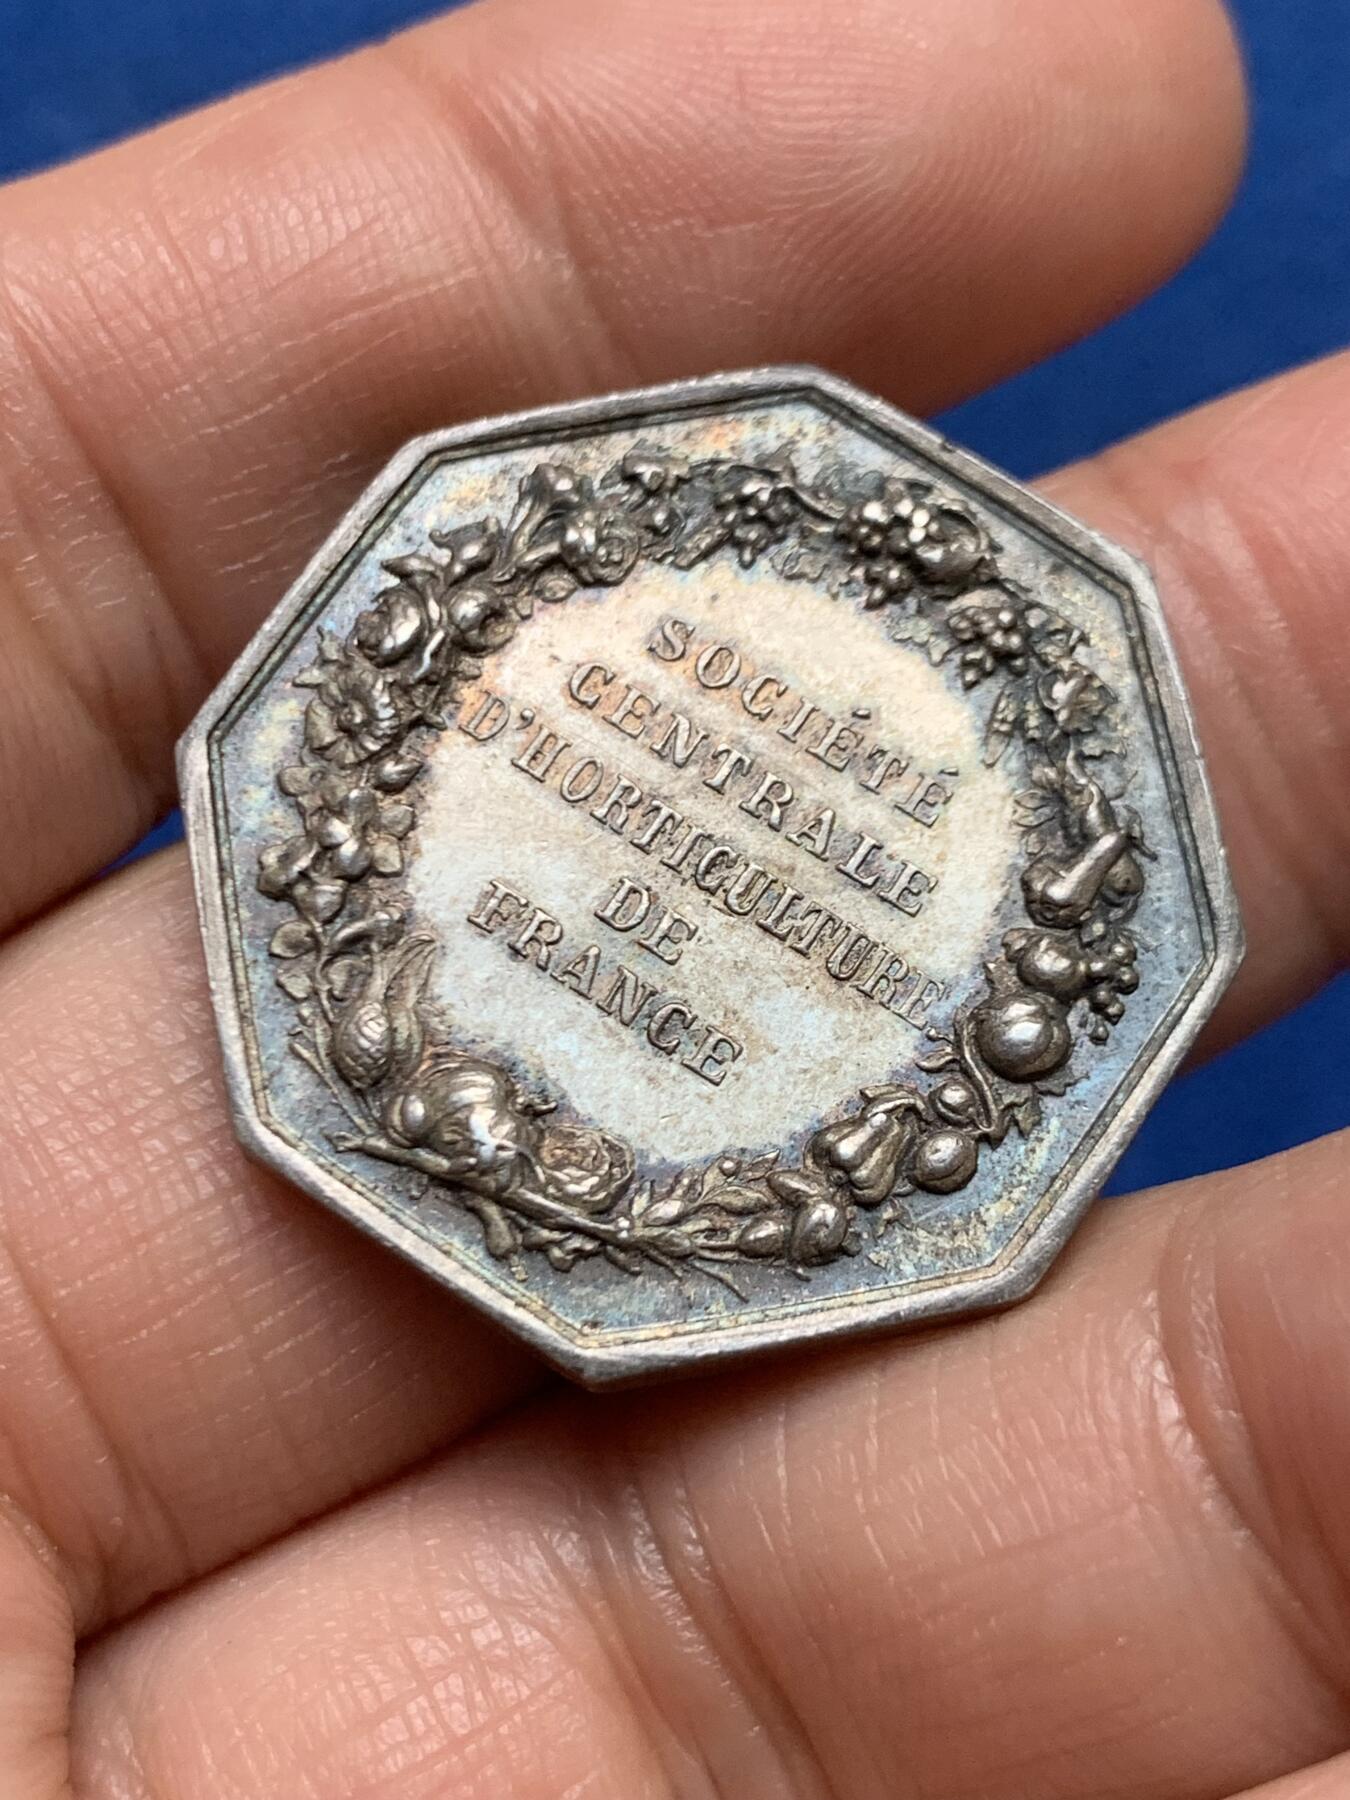 SOCIÉTÉ
CENTRALE
D'HORTICULTURE.
DE
FRANCE